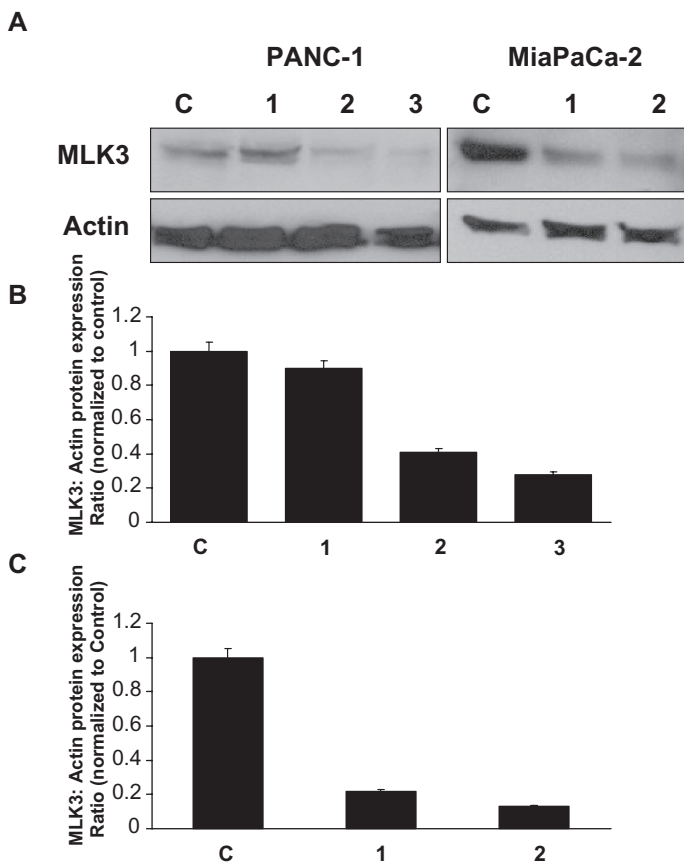 A
PANC-1 MiaPaCa-2
C 1 2 3 C 1 2
MLK3
Actin
B
MLK3: Actin protein expression
Ratio (normalized to control)
1.2
1
0.8
0.6
0.4
0.2
0
C 1 2 3
C
MLK3: Actin protein expression
Ratio (normalized to Control)
1.2
1
0.8
0.6
0.4
0.2
0
C 1 2